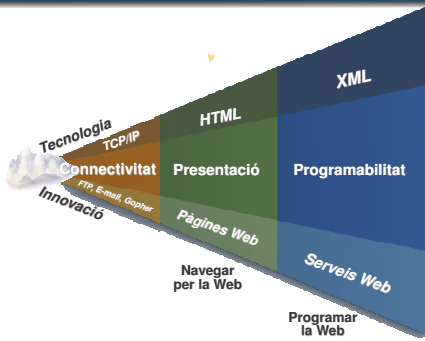 Tecnologia
TCP/IP
HTML
XML
Connectivitat
Presentació
Programabilitat
Innovació
FTP, E-mail, Gopher
Pàgines Web
Serveis Web
Navegar
per la Web
Programar
la Web